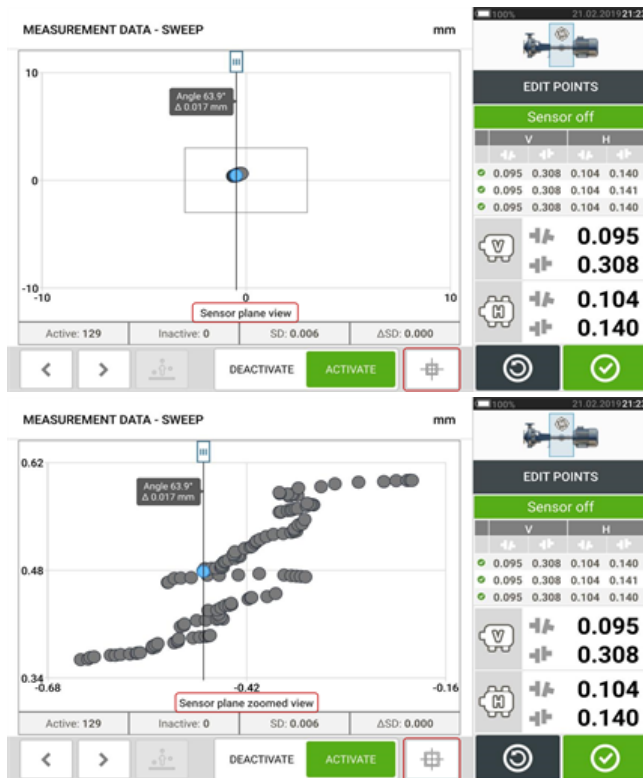 100% 21.02.2019 21:23
MEASUREMENT DATA - SWEEP mm
10
Angle 63.9°
Δ 0.017 mm
0
-10
-10 0 10
Sensor plane view
Active: 129 Inactive: 0 SD: 0.006 ΔSD: 0.000
DEACTIVATE ACTIVATE
EDIT POINTS
Sensor off
V H
0.095 0.308 0.104 0.140
0.095 0.308 0.104 0.141
0.095 0.308 0.104 0.140
V 0.095
0.308
H 0.104
0.140
100% 21.02.2019
MEASUREMENT DATA - SWEEP mm
0.62
Angle 63.9°
Δ 0.017 mm
0.48
0.34
-0.68 -0.42 -0.16
Sensor plane zoomed view
Active: 129 Inactive: 0 SD: 0.006 ΔSD: 0.000
DEACTIVATE ACTIVATE
EDIT POINTS
Sensor off
V H
0.095 0.308 0.104 0.140
0.095 0.308 0.104 0.141
0.095 0.308 0.104 0.140
V 0.095
0.308
H 0.104
0.140